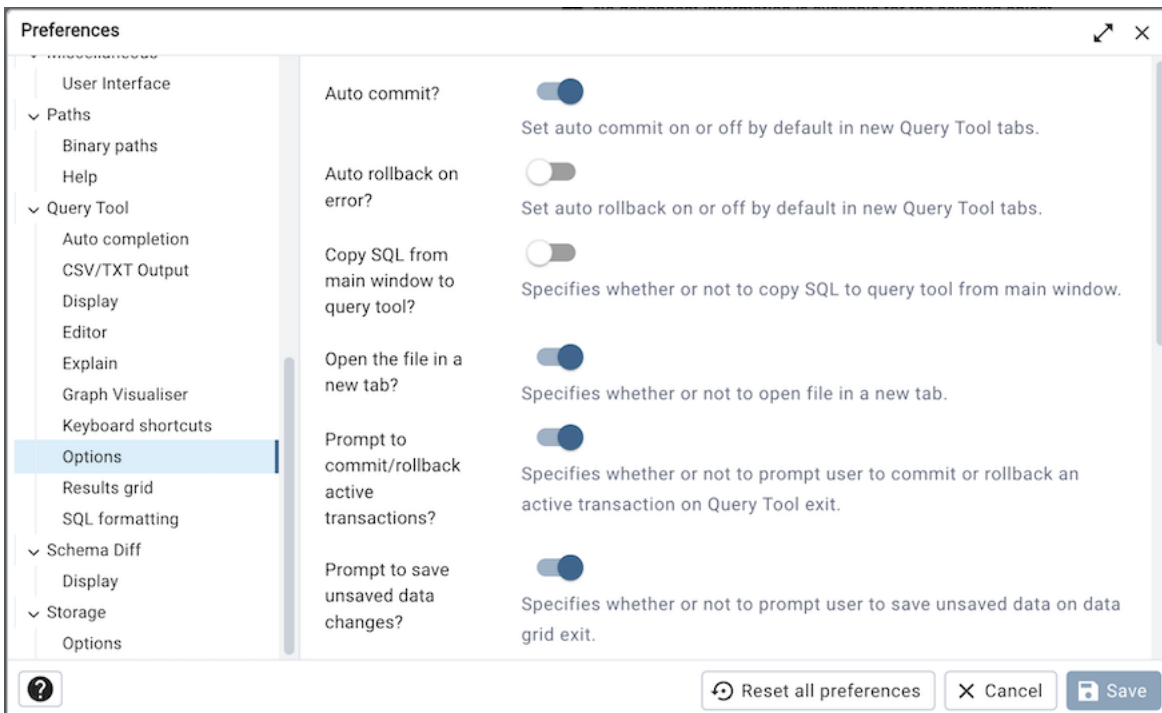 Preferences
User Interface
Paths
Binary paths
Help
Query Tool
Auto completion
CSV/TXT Output
Display
Editor
Explain
Graph Visualiser
Keyboard shortcuts
Options
Results grid
SQL formatting
Schema Diff
Display
Storage
Options
Auto commit?
Set auto commit on or off by default in new Query Tool tabs.
Auto rollback on
error?
Set auto rollback on or off by default in new Query Tool tabs.
Copy SQL from
main window to
query tool?
Specifies whether or not to copy SQL to query tool from main window.
Open the file in a
new tab?
Specifies whether or not to open file in a new tab.
Prompt to
commit/rollback
active
transactions?
Specifies whether or not to prompt user to commit or rollback an
active transaction on Query Tool exit.
Prompt to save
unsaved data
changes?
Specifies whether or not to prompt user to save unsaved data on data
grid exit.
Reset all preferences
Cancel
Save